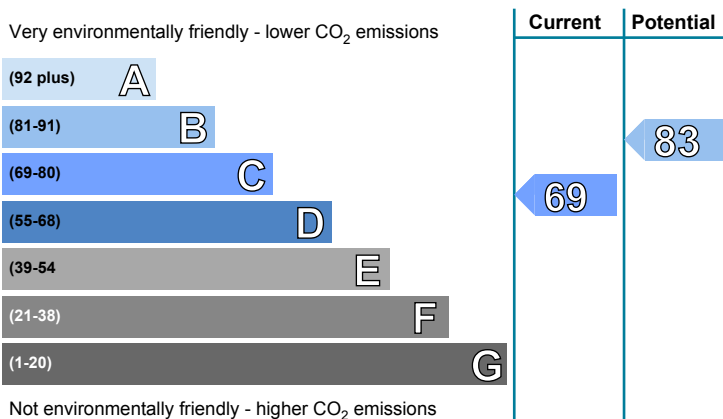 Current Potential
Very environmentally friendly - lower CO2 emissions
(92 plus) A
(81-91) B
83
(69-80) C
69
(55-68) D
(39-54 E
(21-38) F
(1-20) G
Not environmentally friendly - higher CO2 emissions